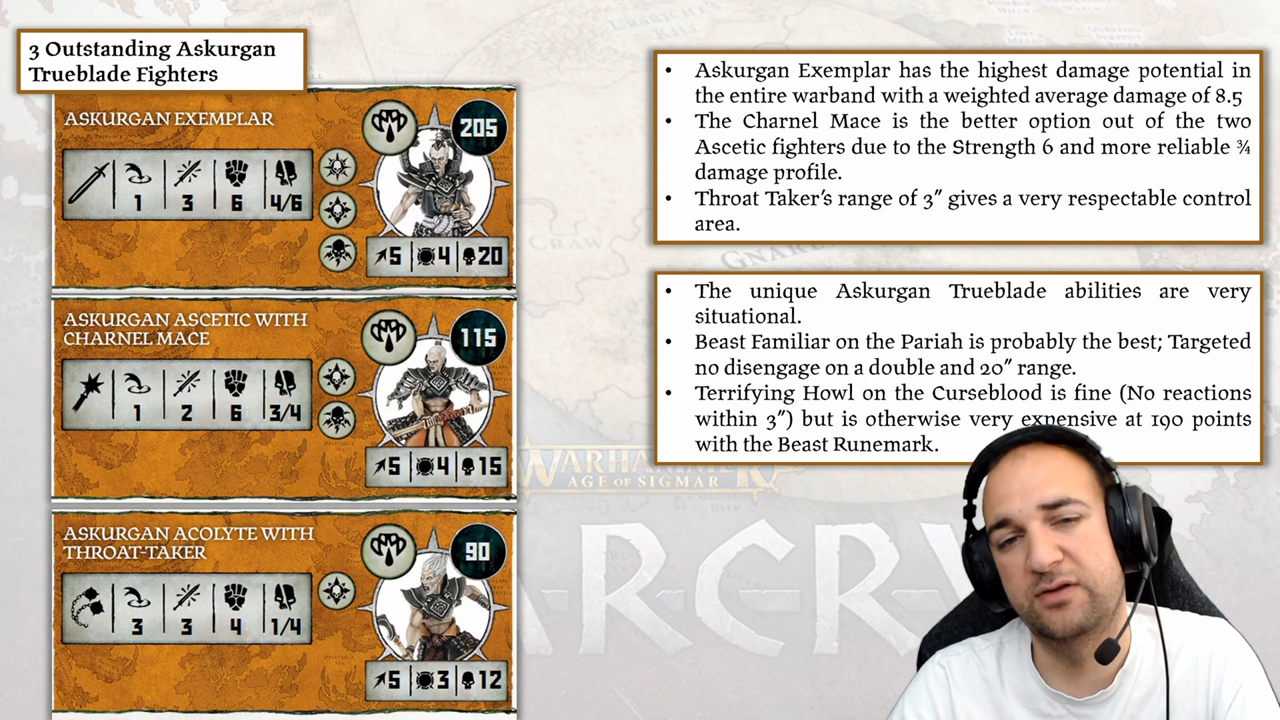 3 Outstanding Askurgan
Trueblade Fighters
ASKURGAN EXEMPLAR
205
1
3
6
4/6
5
4
20
ASKURGAN ASCETIC WITH
CHARNEL MACE
115
1
2
6
3/4
5
4
15
ASKURGAN ACOLYTE WITH
THROAT-TAKER
90
3
3
4
1/4
5
3
12
• Askurgan Exemplar has the highest damage potential in
the entire warband with a weighted average damage of 8.5
• The Charnel Mace is the better option out of the two
Ascetic fighters due to the Strength 6 and more reliable ¾
damage profile.
• Throat Taker's range of 3" gives a very respectable control
area.
• The unique Askurgan Trueblade abilities are very
situational.
• Beast Familiar on the Pariah is probably the best; Targeted
no disengage on a double and 20" range.
• Terrifying Howl on the Curseblood is fine (No reactions
within 3") but is otherwise very expensive at 190 points
with the Beast Runemark.
WARHAMMER
AGE OF SIGMAR
ARCRY